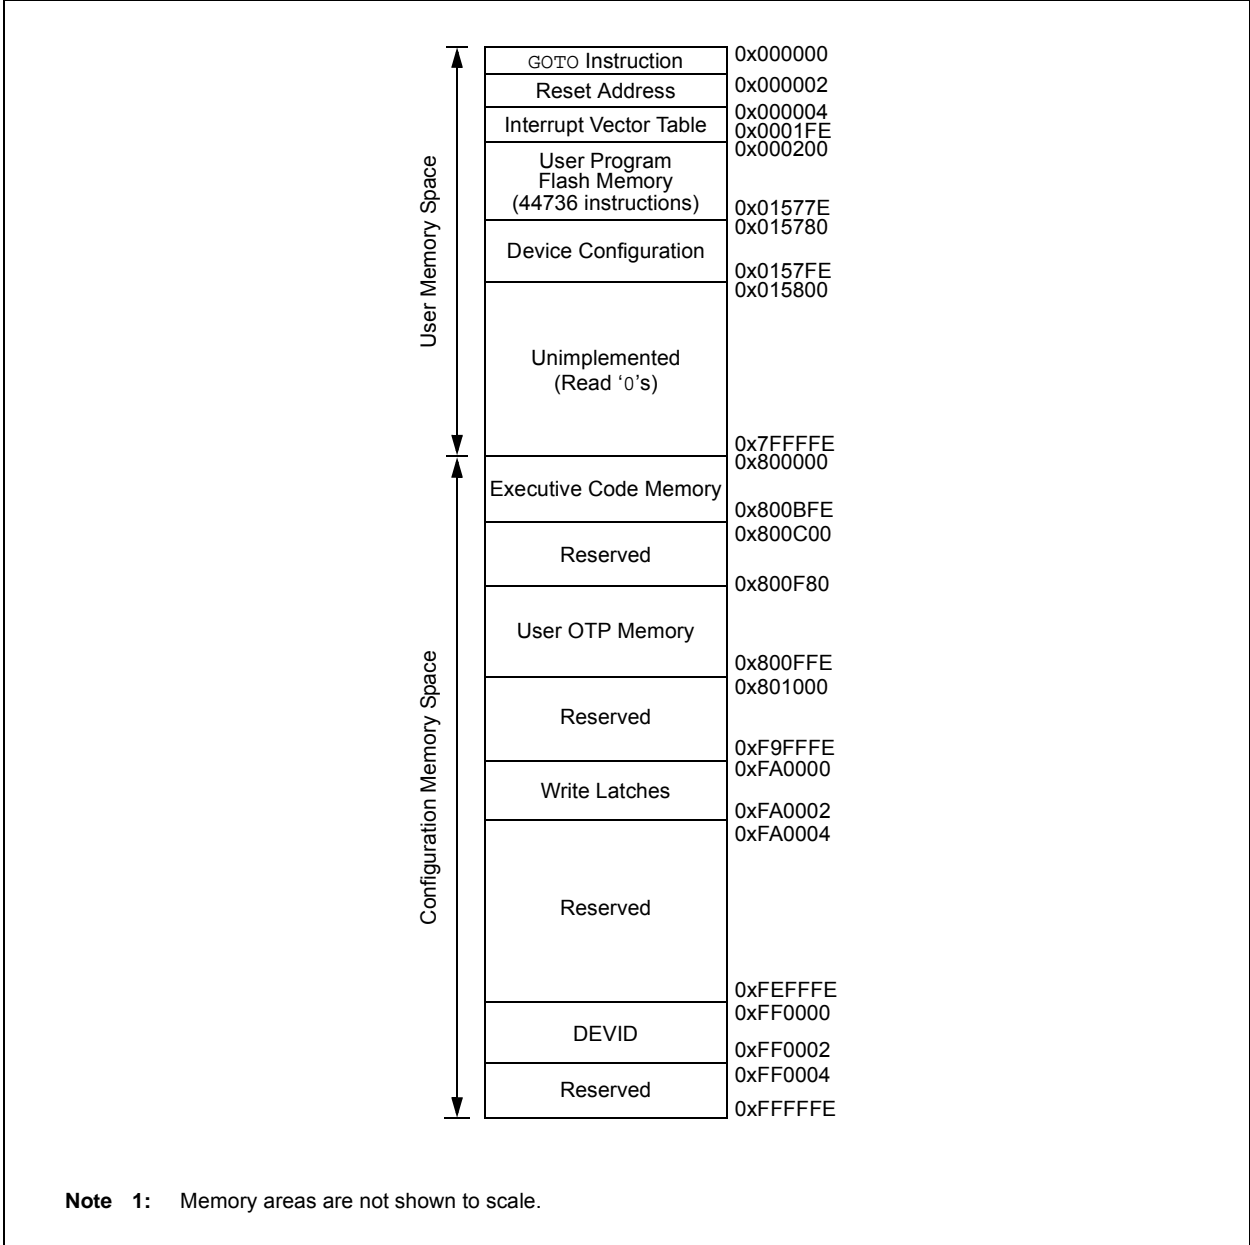 GOTO Instruction
0x000000
Reset Address
0x000002
Interrupt Vector Table
0x000004
0x0001FE
User Program
Flash Memory
(44736 instructions)
0x000200
0x01577E
Device Configuration
0x015780
0x0157FE
Unimplemented
(Read ‘0’s)
0x015800
0x7FFFFE
User Memory Space
Executive Code Memory
0x800000
0x800BFE
Reserved
0x800C00
User OTP Memory
0x800F80
0x800FFE
Reserved
0x801000
0xF9FFFE
Write Latches
0xFA0000
0xFA0002
Reserved
0xFA0004
0xFEFFFE
DEVID
0xFF0000
0xFF0002
Reserved
0xFF0004
0xFFFFFE
Configuration Memory Space
Note 1: Memory areas are not shown to scale.